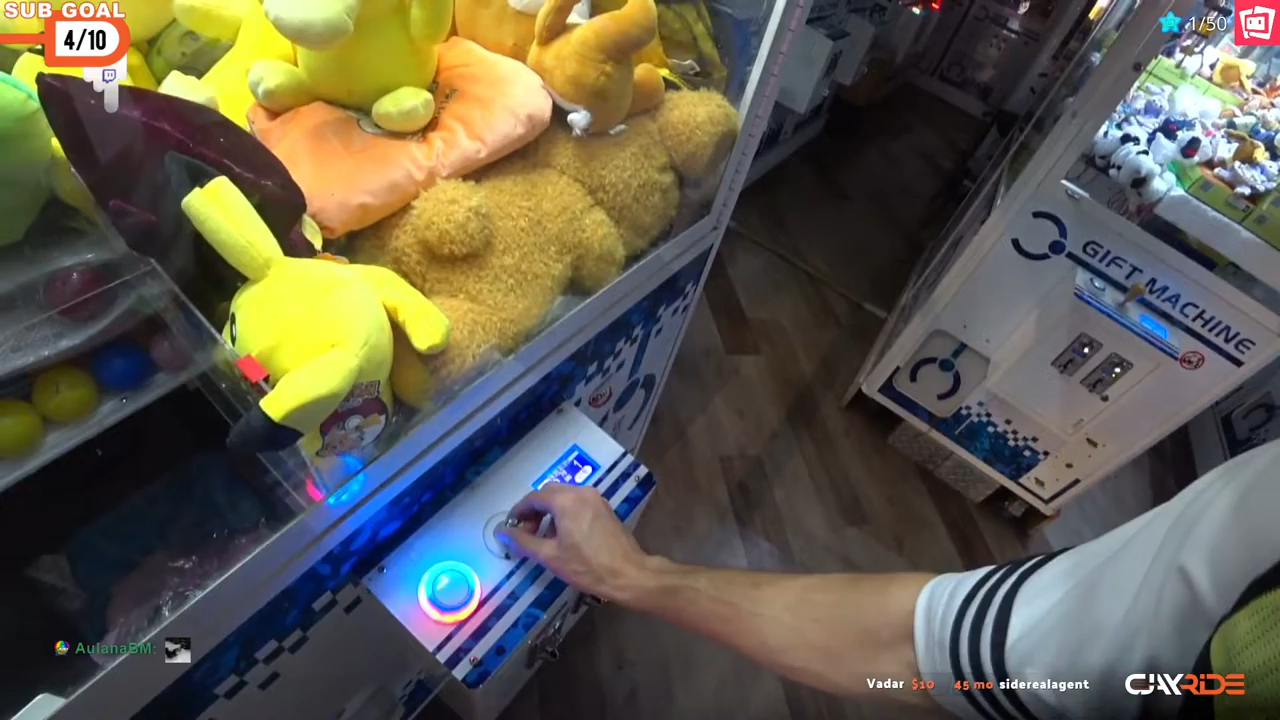 SUB GOAL
4/10
1/50
GIFT MACHINE
AulanaBM:
Vadar $10 45 mo siderealagent
CJAYRIDE